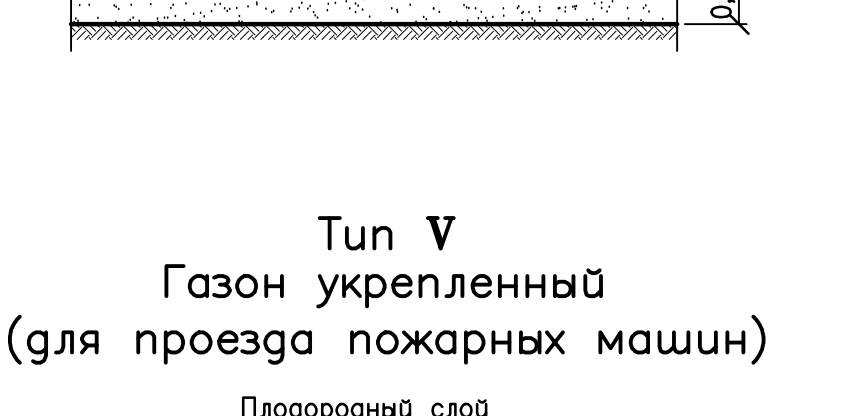 Тип V
Газон укрепленный
(для проезда пожарных машин)
Плодородный слой